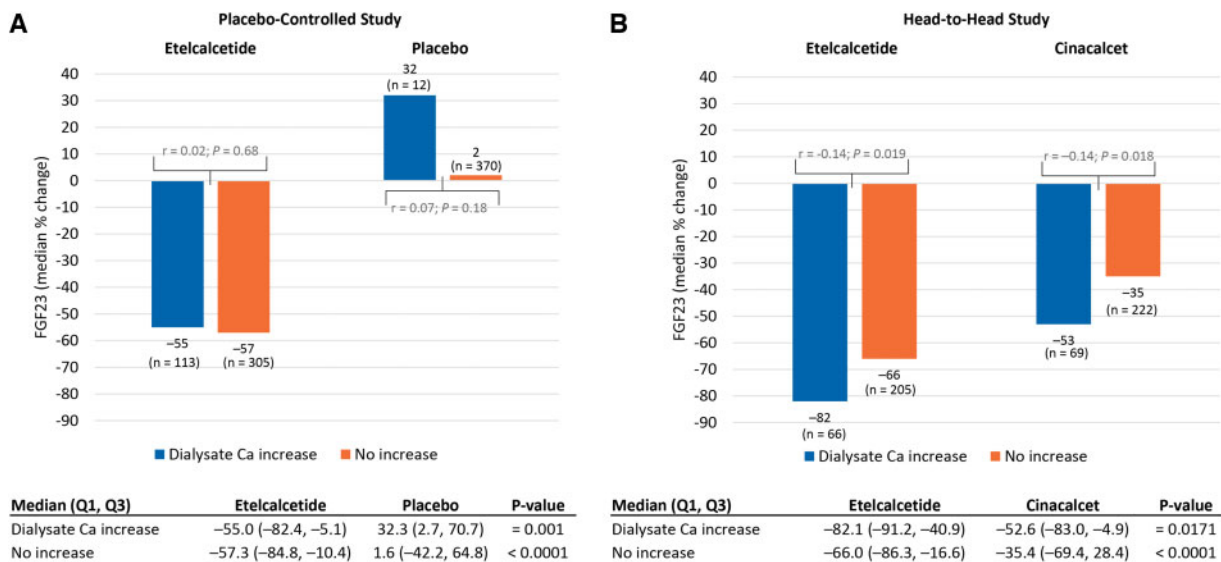 A
Placebo-Controlled Study
Etelcalcetide Placebo
FGF23 (median % change)
40
30
20
10
0
-10
-20
-30
-40
-50
-60
-70
-80
-90
32
(n = 12)
2
(n = 370)
r = 0.02; P = 0.68
r = 0.07; P = 0.18
–55
(n = 113)
–57
(n = 305)
Dialysate Ca increase No increase
Median (Q1, Q3) Etelcalcetide Placebo P-value
Dialysate Ca increase –55.0 (–82.4, –5.1) 32.3 (2.7, 70.7) = 0.001
No increase –57.3 (–84.8, –10.4) 1.6 (–42.2, 64.8) < 0.0001
B
Head-to-Head Study
Etelcalcetide Cinacalcet
FGF23 (median % change)
40
30
20
10
0
-10
-20
-30
-40
-50
-60
-70
-80
-90
r = -0.14; P = 0.019
r = –0.14; P = 0.018
–82
(n = 66)
–66
(n = 205)
–53
(n = 69)
–35
(n = 222)
Dialysate Ca increase No increase
Median (Q1, Q3) Etelcalcetide Cinacalcet P-value
Dialysate Ca increase –82.1 (–91.2, –40.9) –52.6 (–83.0, –4.9) = 0.0171
No increase –66.0 (–86.3, –16.6) –35.4 (–69.4, 28.4) < 0.0001